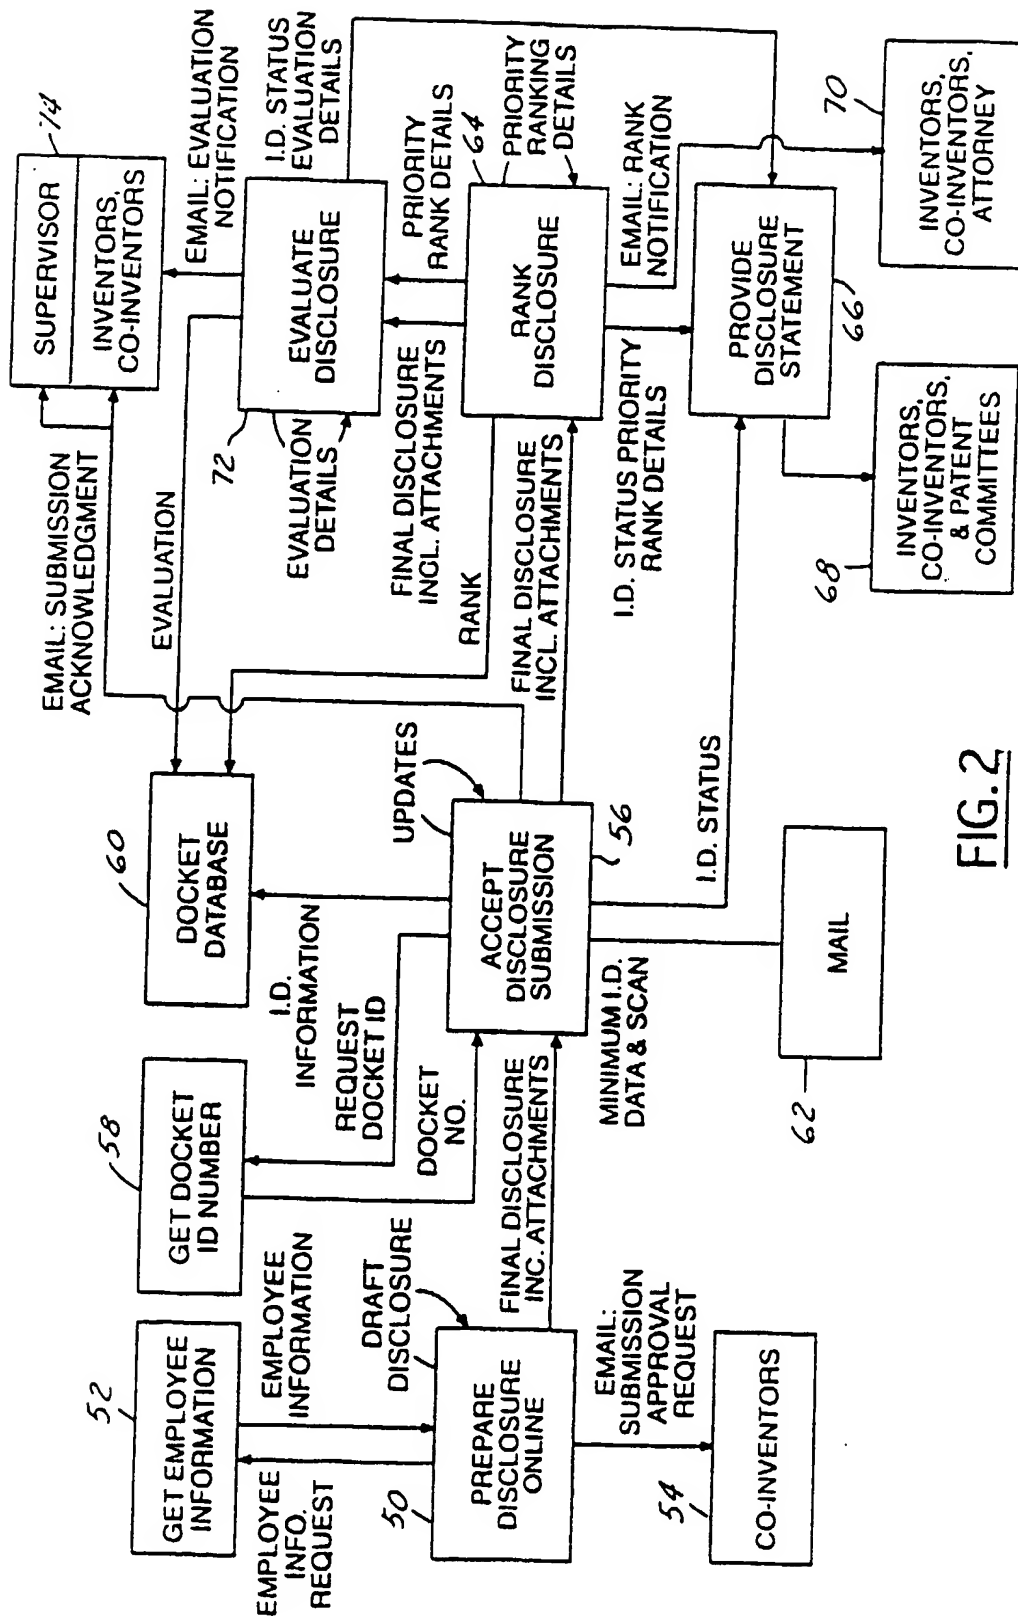 52
GET EMPLOYEE
INFORMATION
EMPLOYEE
INFO.
REQUEST
EMPLOYEE
INFORMATION
50
PREPARE
DISCLOSURE
ONLINE
DRAFT
DISCLOSURE
EMAIL:
SUBMISSION
APPROVAL
REQUEST
54
CO-INVENTORS
FINAL DISCLOSURE
INC. ATTACHMENTS
58
GET DOCKET
ID NUMBER
REQUEST
DOCKET ID
DOCKET
NO.
60
DOCKET
DATABASE
I.D.
INFORMATION
UPDATES
ACCEPT
DISCLOSURE
SUBMISSION
56
MINIMUM I.D.
DATA & SCAN
62
MAIL
I.D. STATUS
EMAIL: SUBMISSION
ACKNOWLEDGMENT
EVALUATION
RANK
FINAL DISCLOSURE
INCL. ATTACHMENTS
74
SUPERVISOR
INVENTORS,
CO-INVENTORS
EMAIL: EVALUATION
NOTIFICATION
72
EVALUATE
DISCLOSURE
EVALUATION
DETAILS
I.D. STATUS
EVALUATION
DETAILS
FINAL DISCLOSURE
INCL. ATTACHMENTS
PRIORITY
RANK DETAILS
64
RANK
DISCLOSURE
PRIORITY
RANKING
DETAILS
I.D. STATUS PRIORITY
RANK DETAILS
EMAIL: RANK
NOTIFICATION
PROVIDE
DISCLOSURE
STATEMENT
66
68
INVENTORS,
CO-INVENTORS,
& PATENT
COMMITTEES
70
INVENTORS,
CO-INVENTORS,
ATTORNEY
FIG. 2